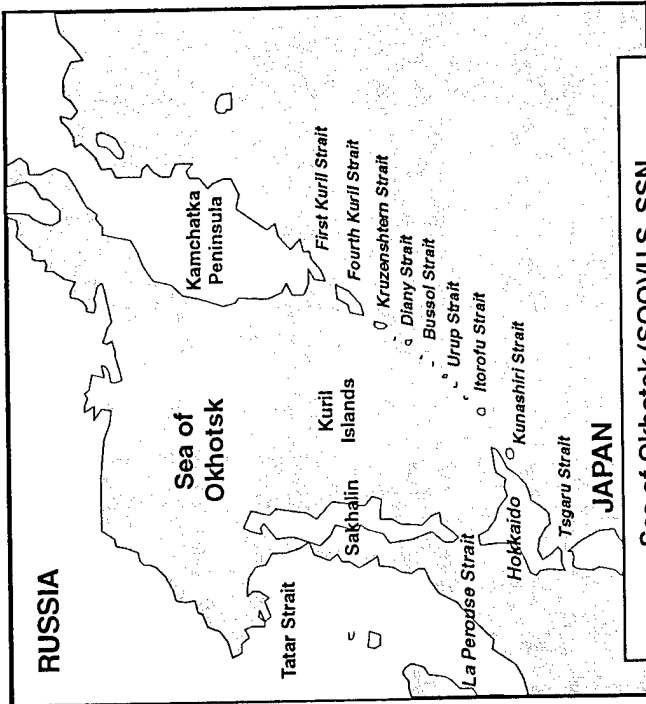 RUSSIA
Sea of
Okhotsk
Kamchatka
Peninsula
Tatar Strait
Sakhalin
Kuril
Islands
First Kuril Strait
Fourth Kuril Strait
Kruzenshtern Strait
Diany Strait
Bussol Strait
Urup Strait
Itorofu Strait
Kunashiri Strait
La Perouse Strait
Hokkaido
Tsgaru Strait
JAPAN